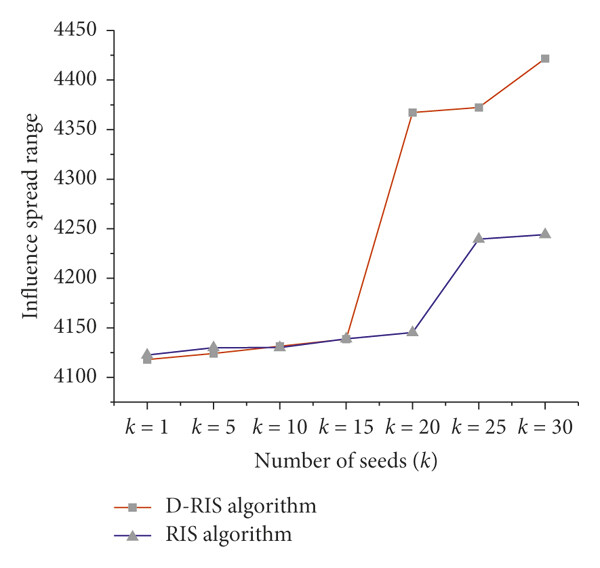 4450
4400
4350
4300
4250
4200
4150
4100
Influence spread range
k = 1 k = 5 k = 10 k = 15 k = 20 k = 25 k = 30
Number of seeds (k)
D-RIS algorithm
RIS algorithm